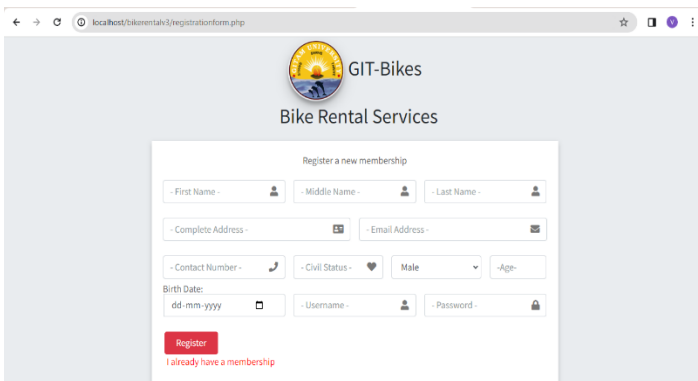 localhost/bikerentalv3/registrationform.php
V
GITAM UNIVERSITY
GIT-Bikes
Bike Rental Services
Register a new membership
- First Name - - Middle Name - - Last Name -
- Complete Address - - Email Address -
- Contact Number - - Civil Status - Male -Age-
Birth Date:
dd-mm-yyyy - Username - - Password -
Register
I already have a membership